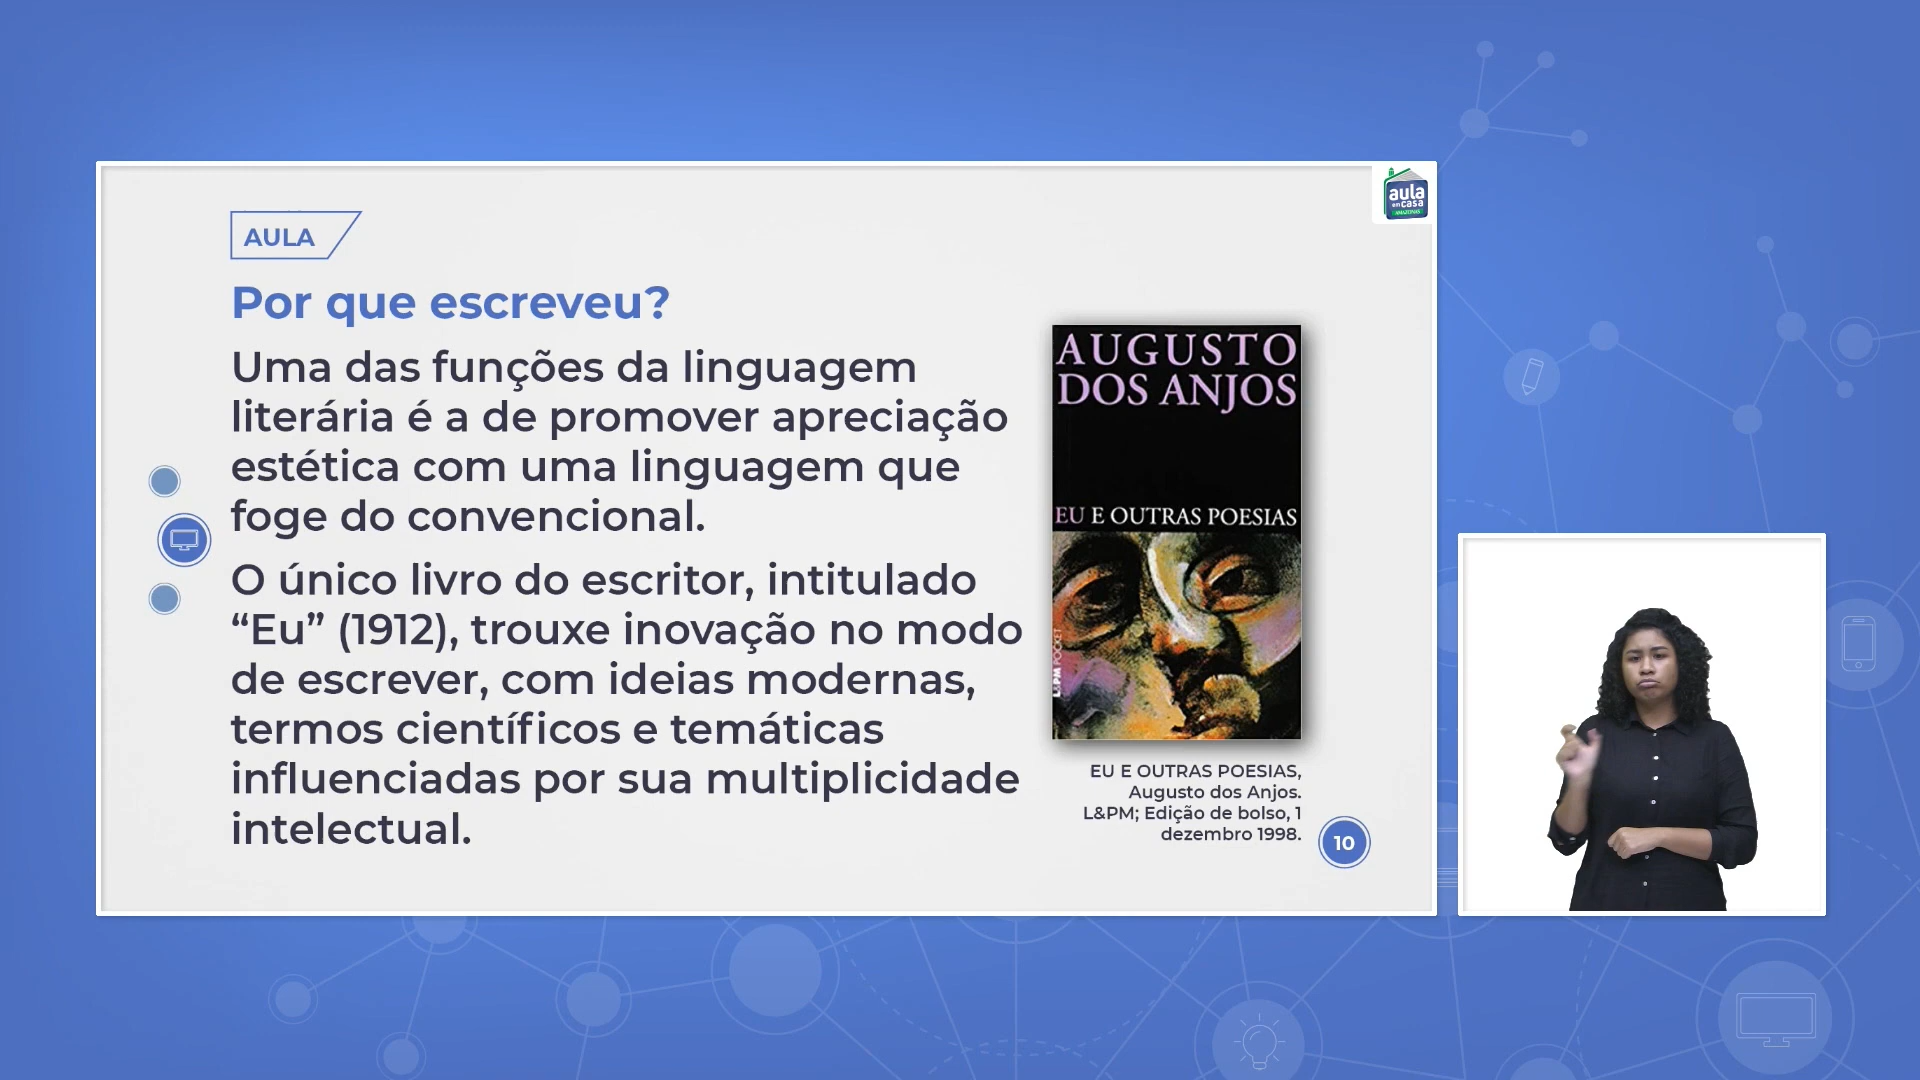 AULA
Por que escreveu?
Uma das funções da linguagem
literária é a de promover apreciação
estética com uma linguagem que
foge do convencional.
O único livro do escritor, intitulado
“Eu” (1912), trouxe inovação no modo
de escrever, com ideias modernas,
termos científicos e temáticas
influenciadas por sua multiplicidade
intelectual.
AUGUSTO
DOS ANJOS
EU E OUTRAS POESIAS
L&PM POCKET
EU E OUTRAS POESIAS,
Augusto dos Anjos.
L&PM; Edição de bolso, 1
dezembro 1998.
10
aula
em casa
AMAZONAS